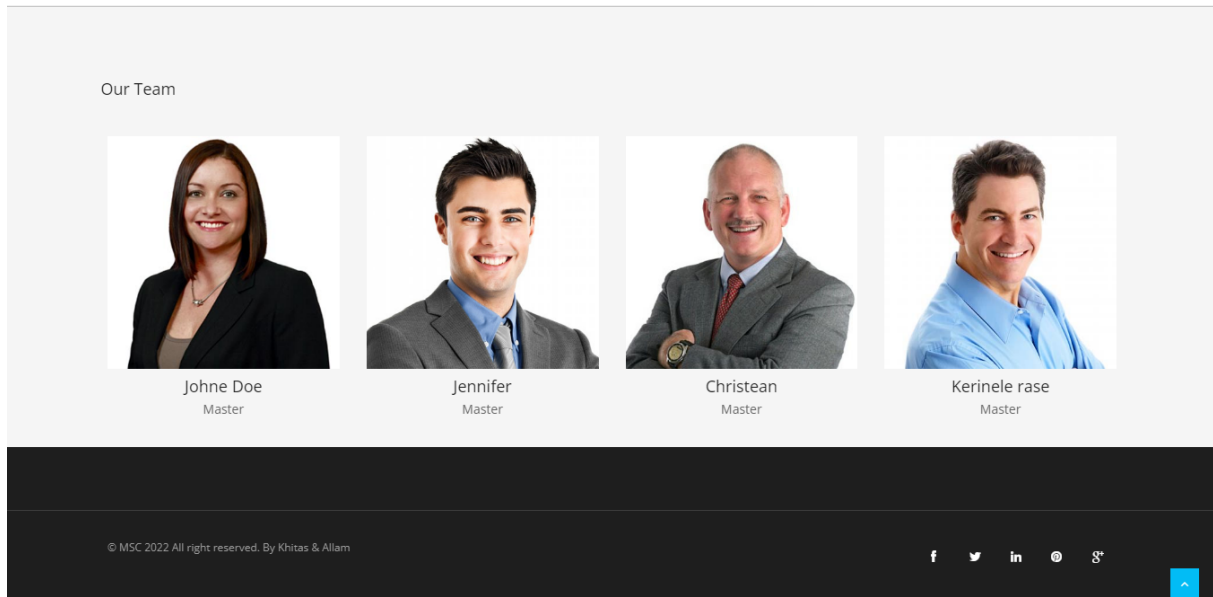 Our Team
Johne Doe
Jennifer
Christean
Kerinele rase
Master
Master
Master
Master
© MSC 2022 All right reserved. By Khitas & Allam